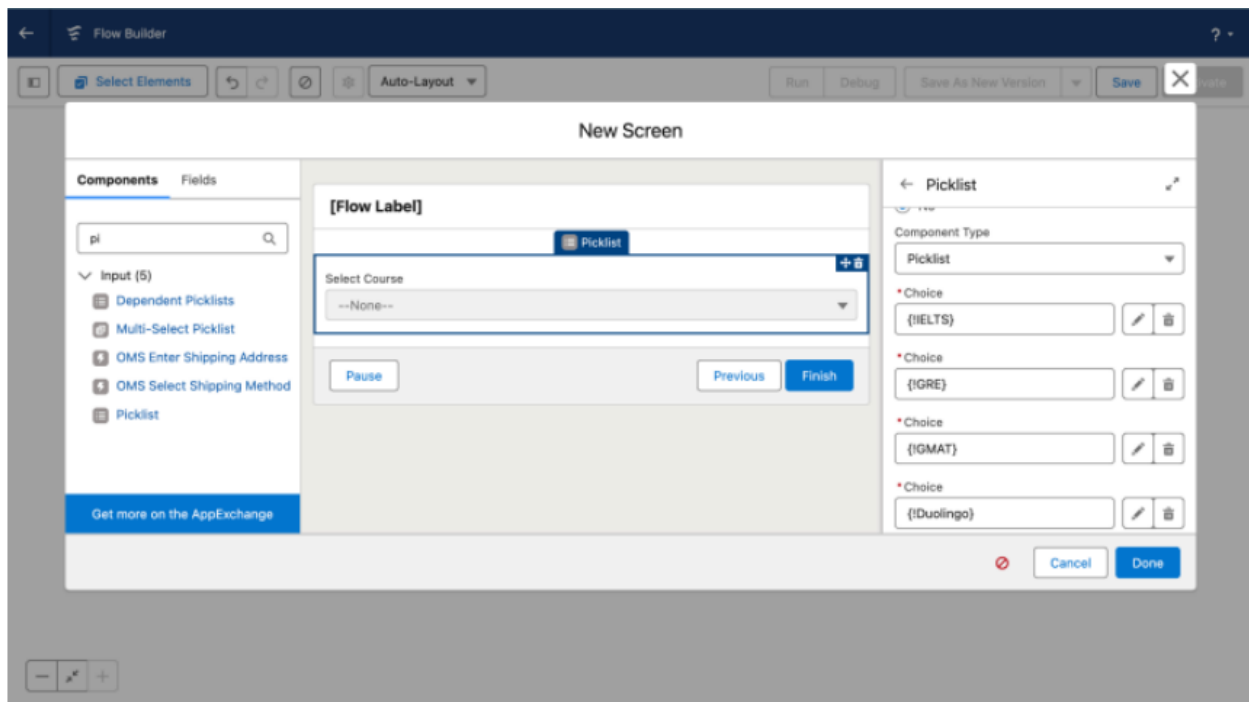 Flow Builder
?
Select Elements
Auto-Layout
Run
Debug
Save As New Version
Save
New Screen
Components
Fields
pi
Input (5)
Dependent Picklists
Multi-Select Picklist
OMS Enter Shipping Address
OMS Select Shipping Method
Picklist
Get more on the AppExchange
[Flow Label]
Picklist
Select Course
--None--
Pause
Previous
Finish
Picklist
No
Component Type
Picklist
*Choice
{!IELTS}
*Choice
{!GRE}
*Choice
{!GMAT}
*Choice
{!Duolingo}
Cancel
Done